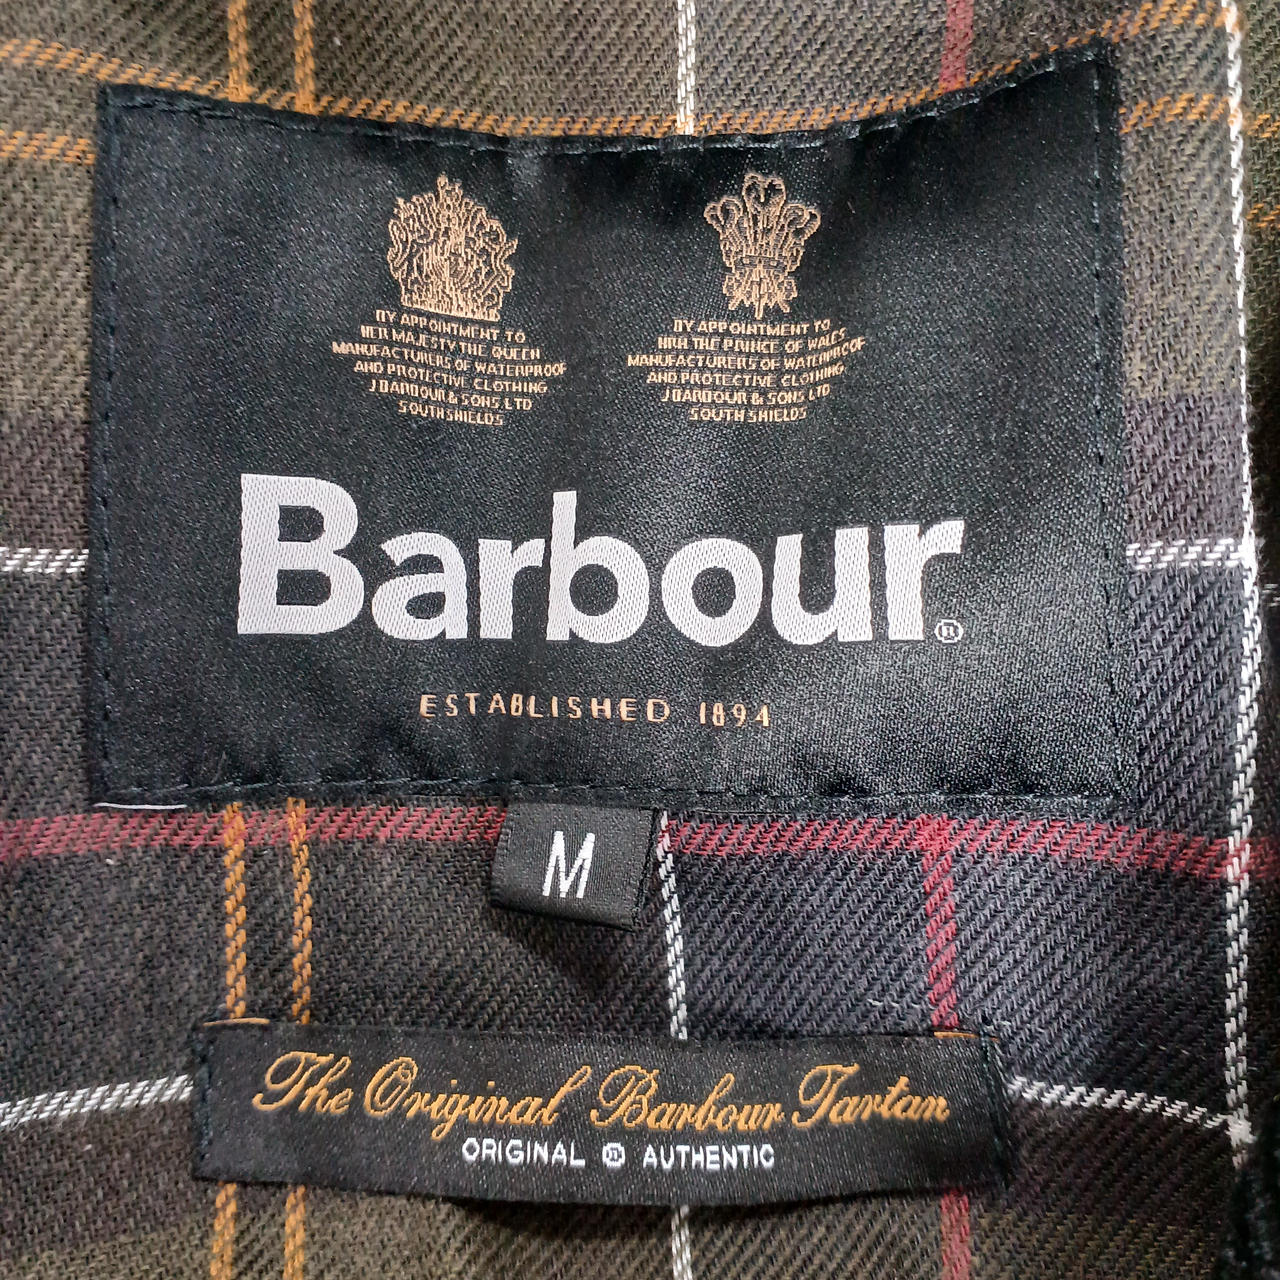 BY APPOINTMENT TO
HER MAJESTY THE QUEEN
MANUFACTURERS OF WATERPROOF
AND PROTECTIVE CLOTHING
J BARBOUR & SONS LTD
SOUTH SHIELDS
BY APPOINTMENT TO
HRH THE PRINCE OF WALES
MANUFACTURERS OF WATERPROOF
AND PROTECTIVE CLOTHING
J BARBOUR & SONS LTD
SOUTH SHIELDS
Barbour®
ESTABLISHED 1894
M
The Original Barbour Tartan
ORIGINAL ® AUTHENTIC